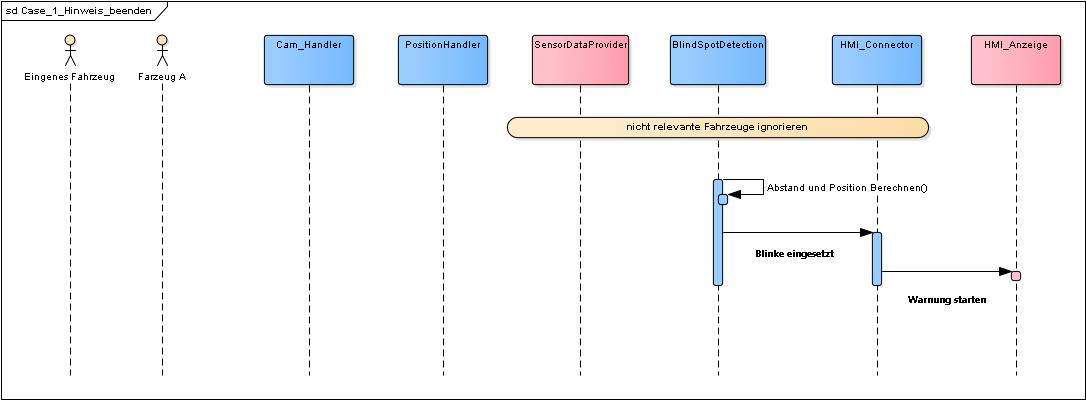 sd Case_1_Hinweis_beenden
Eingenes Fahrzeug
Farzeug A
Cam_Handler
PositionHandler
SensorDataProvider
BlindSpotDetection
HMI_Connector
HMI_Anzeige
nicht relevante Fahrzeuge ignorieren
Abstand und Position Berechnen()
Blinke eingesetzt
Warnung starten